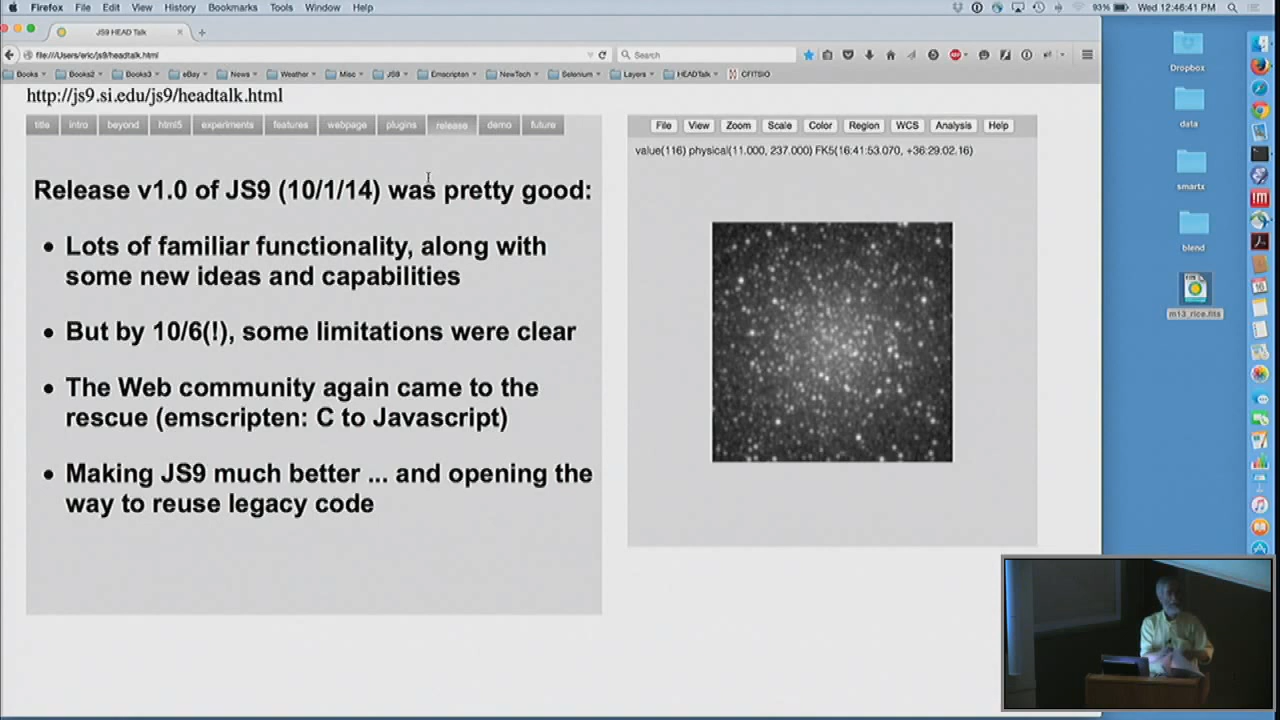 Firefox File Edit View History Bookmarks Tools Window Help
93% Wed 12:46:41 PM
JS9 HEAD Talk
file:///Users/eric/js9/headtalk.html
Search
Books Books2 Books3 eBay News Weather Misc JS9 Emscripten NewTech Selenium Layers HEADTalk CFITSIO
http://js9.si.edu/js9/headtalk.html
title intro beyond html5 experiments features webpage plugins release demo future
Release v1.0 of JS9 (10/1/14) was pretty good:
• Lots of familiar functionality, along with
some new ideas and capabilities
• But by 10/6(!), some limitations were clear
• The Web community again came to the
rescue (emscripten: C to Javascript)
• Making JS9 much better ... and opening the
way to reuse legacy code
File View Zoom Scale Color Region WCS Analysis Help
value(116) physical(11.000, 237.000) FK5(16:41:53.070, +36:29:02.16)
Dropbox
data
smartx
blend
m13_rice.fits